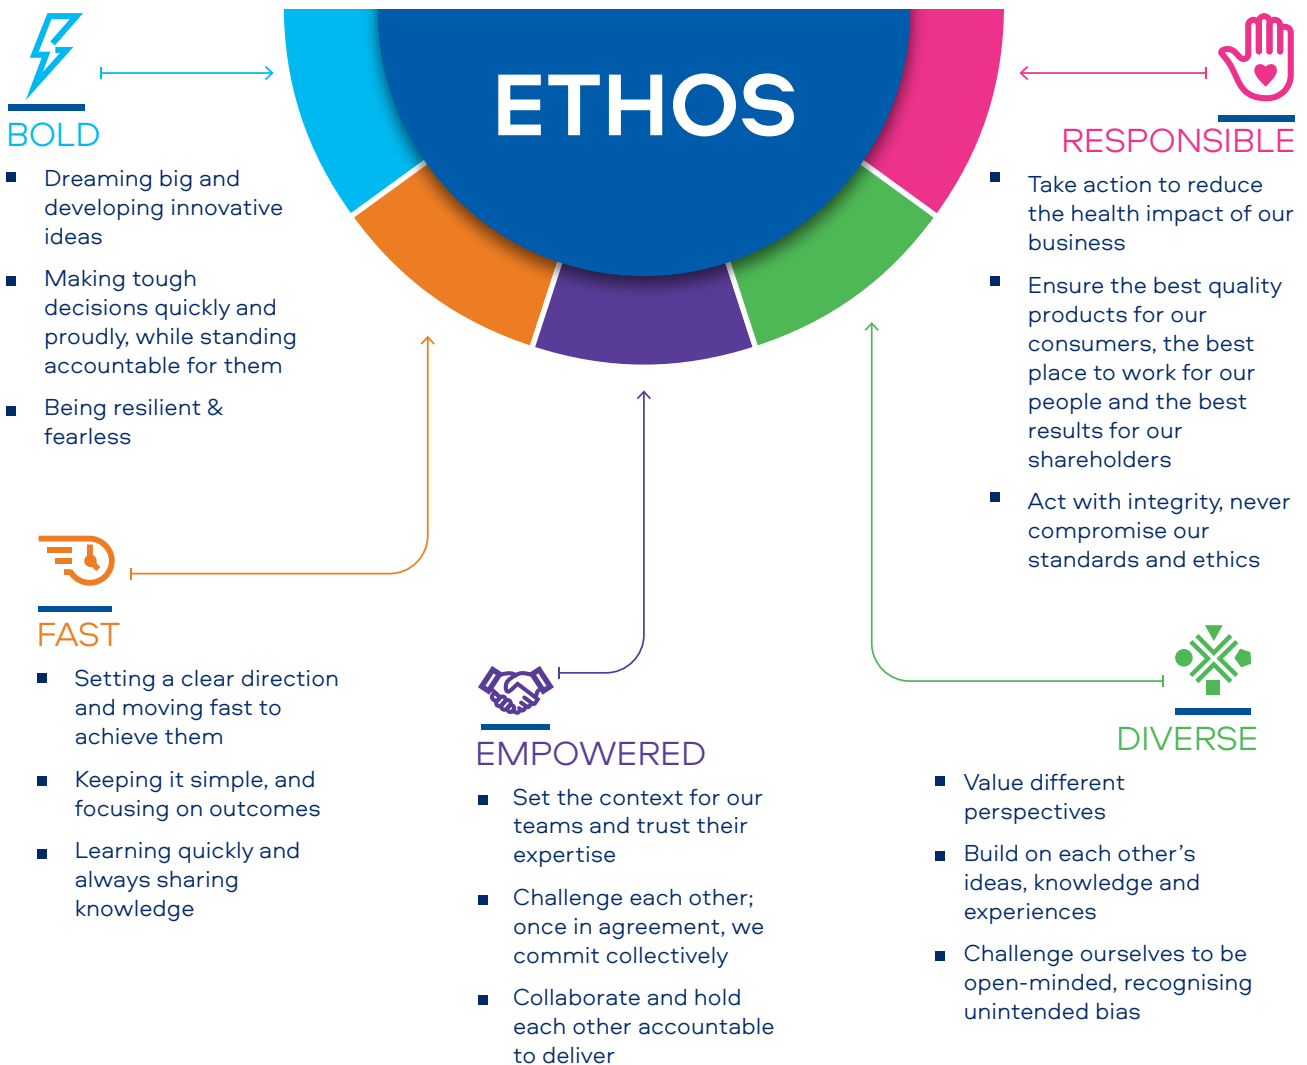 ETHOS
BOLD
Dreaming big and
developing innovative
ideas
Making tough
decisions quickly and
proudly, while standing
accountable for them
Being resilient &
fearless
FAST
Setting a clear direction
and moving fast to
achieve them
Keeping it simple, and
focusing on outcomes
Learning quickly and
always sharing
knowledge
EMPOWERED
Set the context for our
teams and trust their
expertise
Challenge each other;
once in agreement, we
commit collectively
Collaborate and hold
each other accountable
to deliver
DIVERSE
Value different
perspectives
Build on each other’s
ideas, knowledge and
experiences
Challenge ourselves to be
open-minded, recognising
unintended bias
RESPONSIBLE
Take action to reduce
the health impact of our
business
Ensure the best quality
products for our
consumers, the best
place to work for our
people and the best
results for our
shareholders
Act with integrity, never
compromise our
standards and ethics